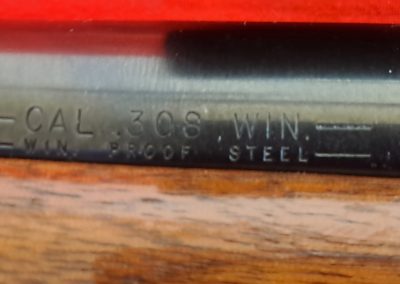 CAL .308 WIN.
WIN. PROOF STEEL